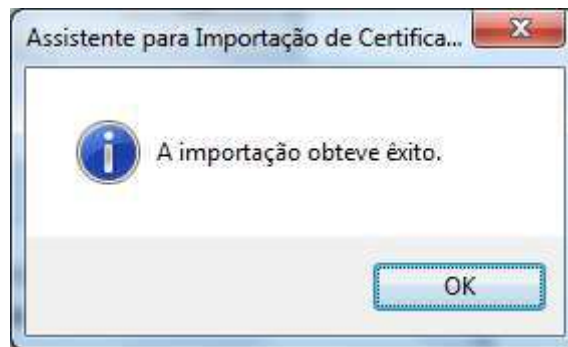 Assistente para Importação de Certifica...
A importação obteve êxito.
OK